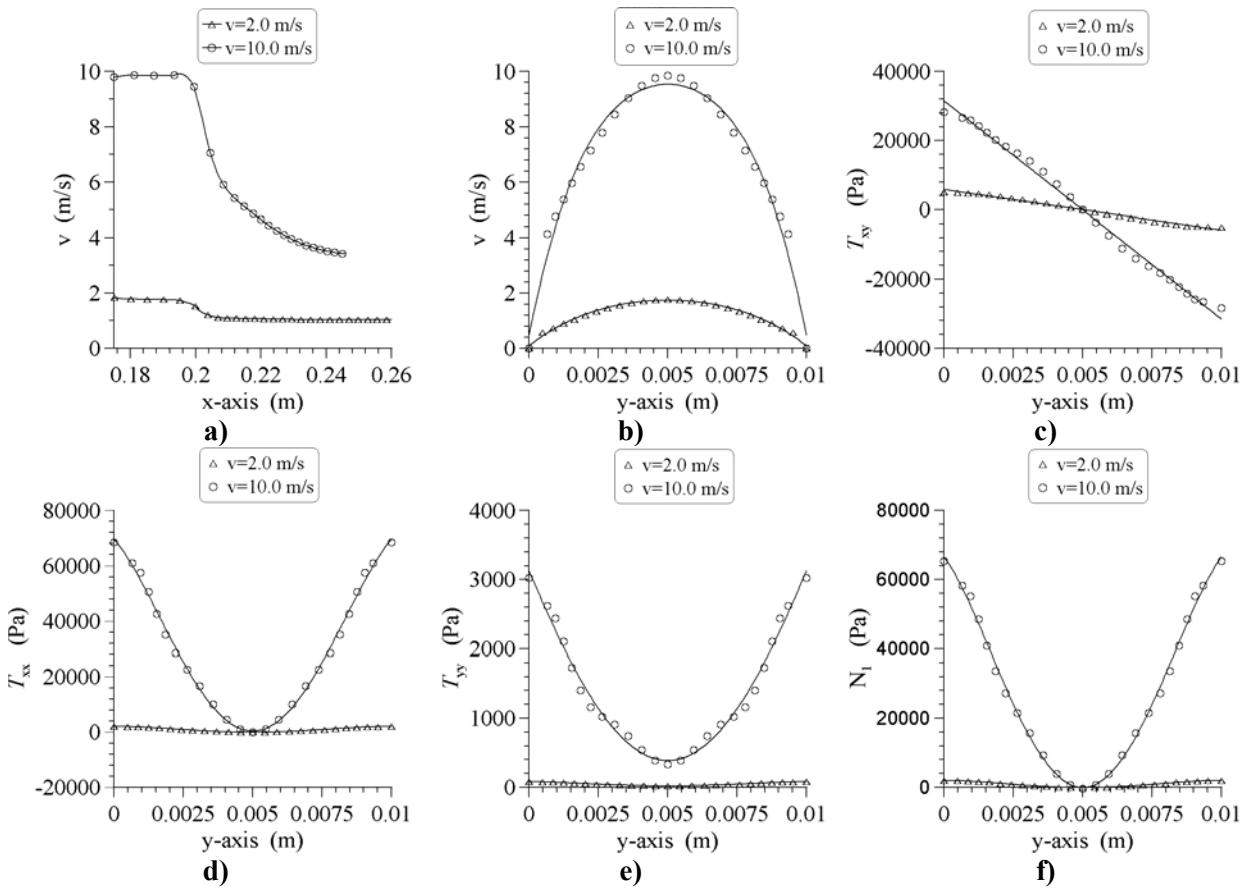 v=2.0 m/s
v=10.0 m/s
10
8
6
4
2
0
v (m/s)
0.18 0.2 0.22 0.24 0.26
x-axis (m)
a)
v=2.0 m/s
v=10.0 m/s
10
8
6
4
2
0
v (m/s)
0 0.0025 0.005 0.0075 0.01
y-axis (m)
b)
v=2.0 m/s
v=10.0 m/s
40000
20000
0
-20000
-40000
Txy (Pa)
0 0.0025 0.005 0.0075 0.01
y-axis (m)
c)
v=2.0 m/s
v=10.0 m/s
80000
60000
40000
20000
0
-20000
Txx (Pa)
0 0.0025 0.005 0.0075 0.01
y-axis (m)
d)
v=2.0 m/s
v=10.0 m/s
4000
3000
2000
1000
0
Tyy (Pa)
0 0.0025 0.005 0.0075 0.01
y-axis (m)
e)
v=2.0 m/s
v=10.0 m/s
80000
60000
40000
20000
0
N1 (Pa)
0 0.0025 0.005 0.0075 0.01
y-axis (m)
f)